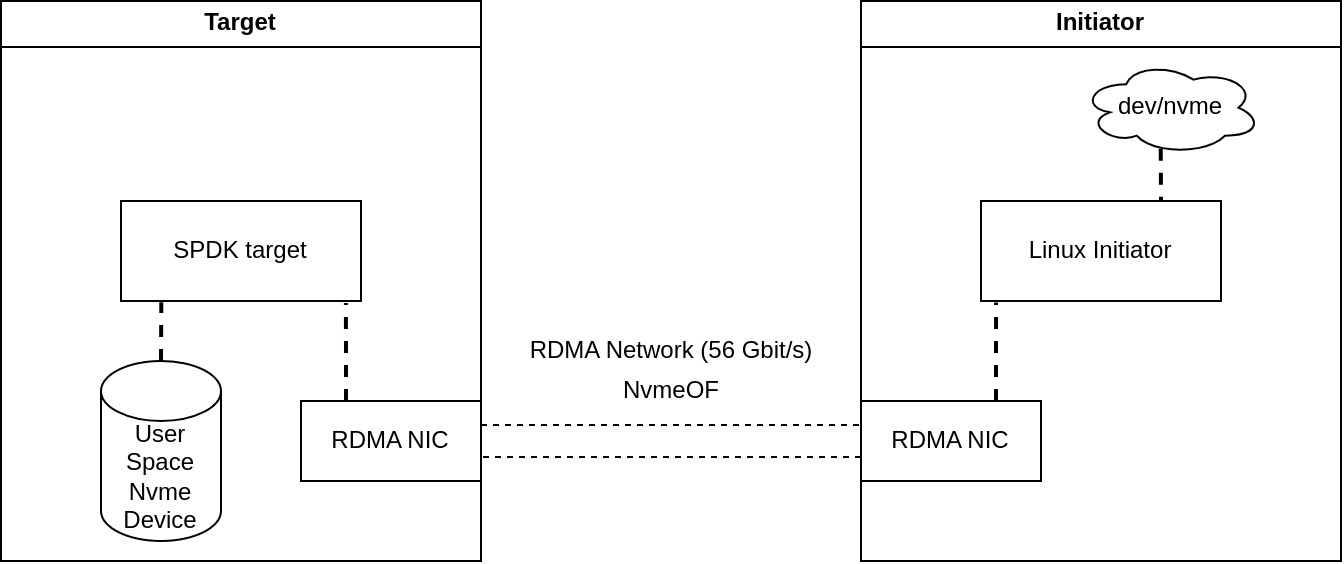 Target
SPDK target
User
Space
Nvme
Device
RDMA NIC
RDMA Network (56 Gbit/s)
NvmeOF
Initiator
dev/nvme
Linux Initiator
RDMA NIC